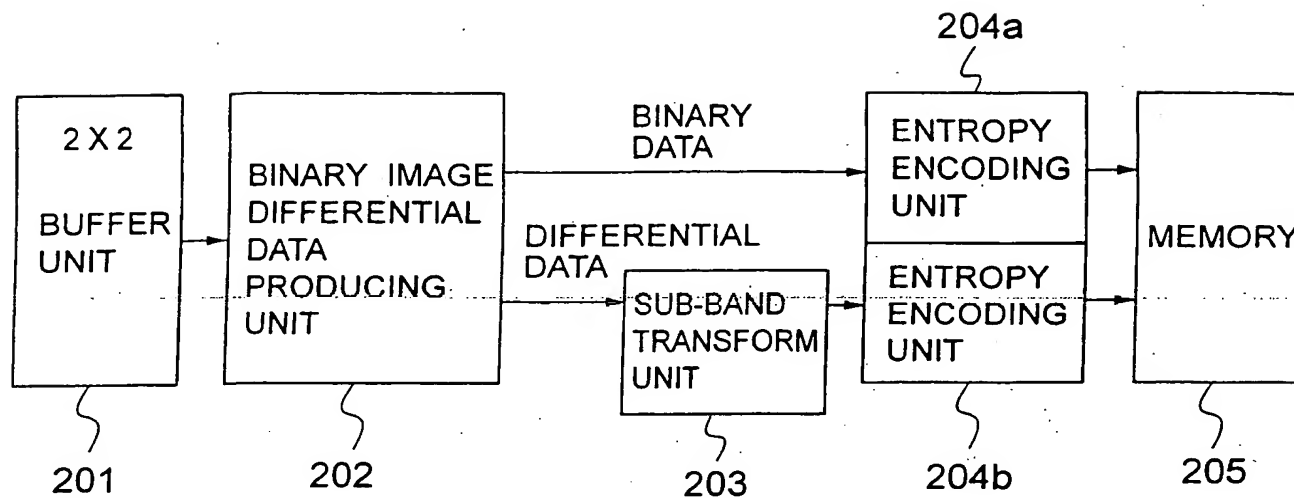 204a
2 X 2
BUFFER
UNIT
BINARY IMAGE
DIFFERENTIAL
DATA
PRODUCING
UNIT
BINARY
DATA
DIFFERENTIAL
DATA
SUB-BAND
TRANSFORM
UNIT
ENTROPY
ENCODING
UNIT
ENTROPY
ENCODING
UNIT
MEMORY
201
202
203
204b
205